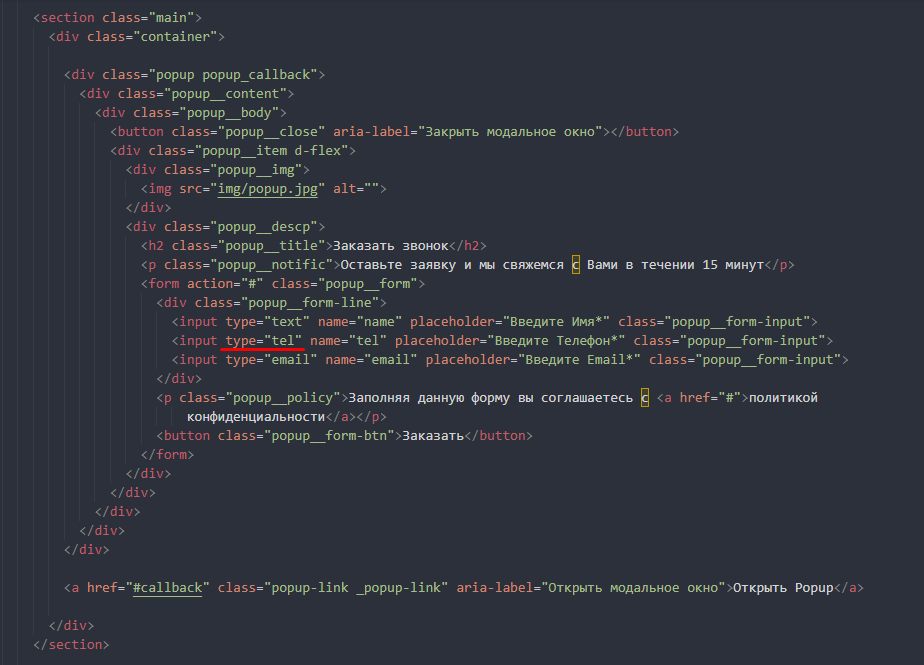 <section class="main">
<div class="container">
<div class="popup popup_callback">
<div class="popup__content">
<div class="popup__body">
<button class="popup__close" aria-label="Закрыть модальное окно"></button>
<div class="popup__item d-flex">
<div class="popup__img">
<img src="img/popup.jpg" alt="">
</div>
<div class="popup__descp">
<h2 class="popup__title">Заказать звонок</h2>
<p class="popup__notific">Оставьте заявку и мы свяжемся с Вами в течении 15 минут</p>
<form action="#" class="popup__form">
<div class="popup__form-line">
<input type="text" name="name" placeholder="Введите Имя*" class="popup__form-input">
<input type="tel" name="tel" placeholder="Введите Телефон*" class="popup__form-input">
<input type="email" name="email" placeholder="Введите Email*" class="popup__form-input">
</div>
<p class="popup__policy">Заполняя данную форму вы соглашаетесь с <a href="#">политикой
конфиденциальности</a></p>
<button class="popup__form-btn">Заказать</button>
</form>
</div>
</div>
</div>
</div>
</div>
<a href="#callback" class="popup-link _popup-link" aria-label="Открыть модальное окно">Открыть Popup</a>
</div>
</section>